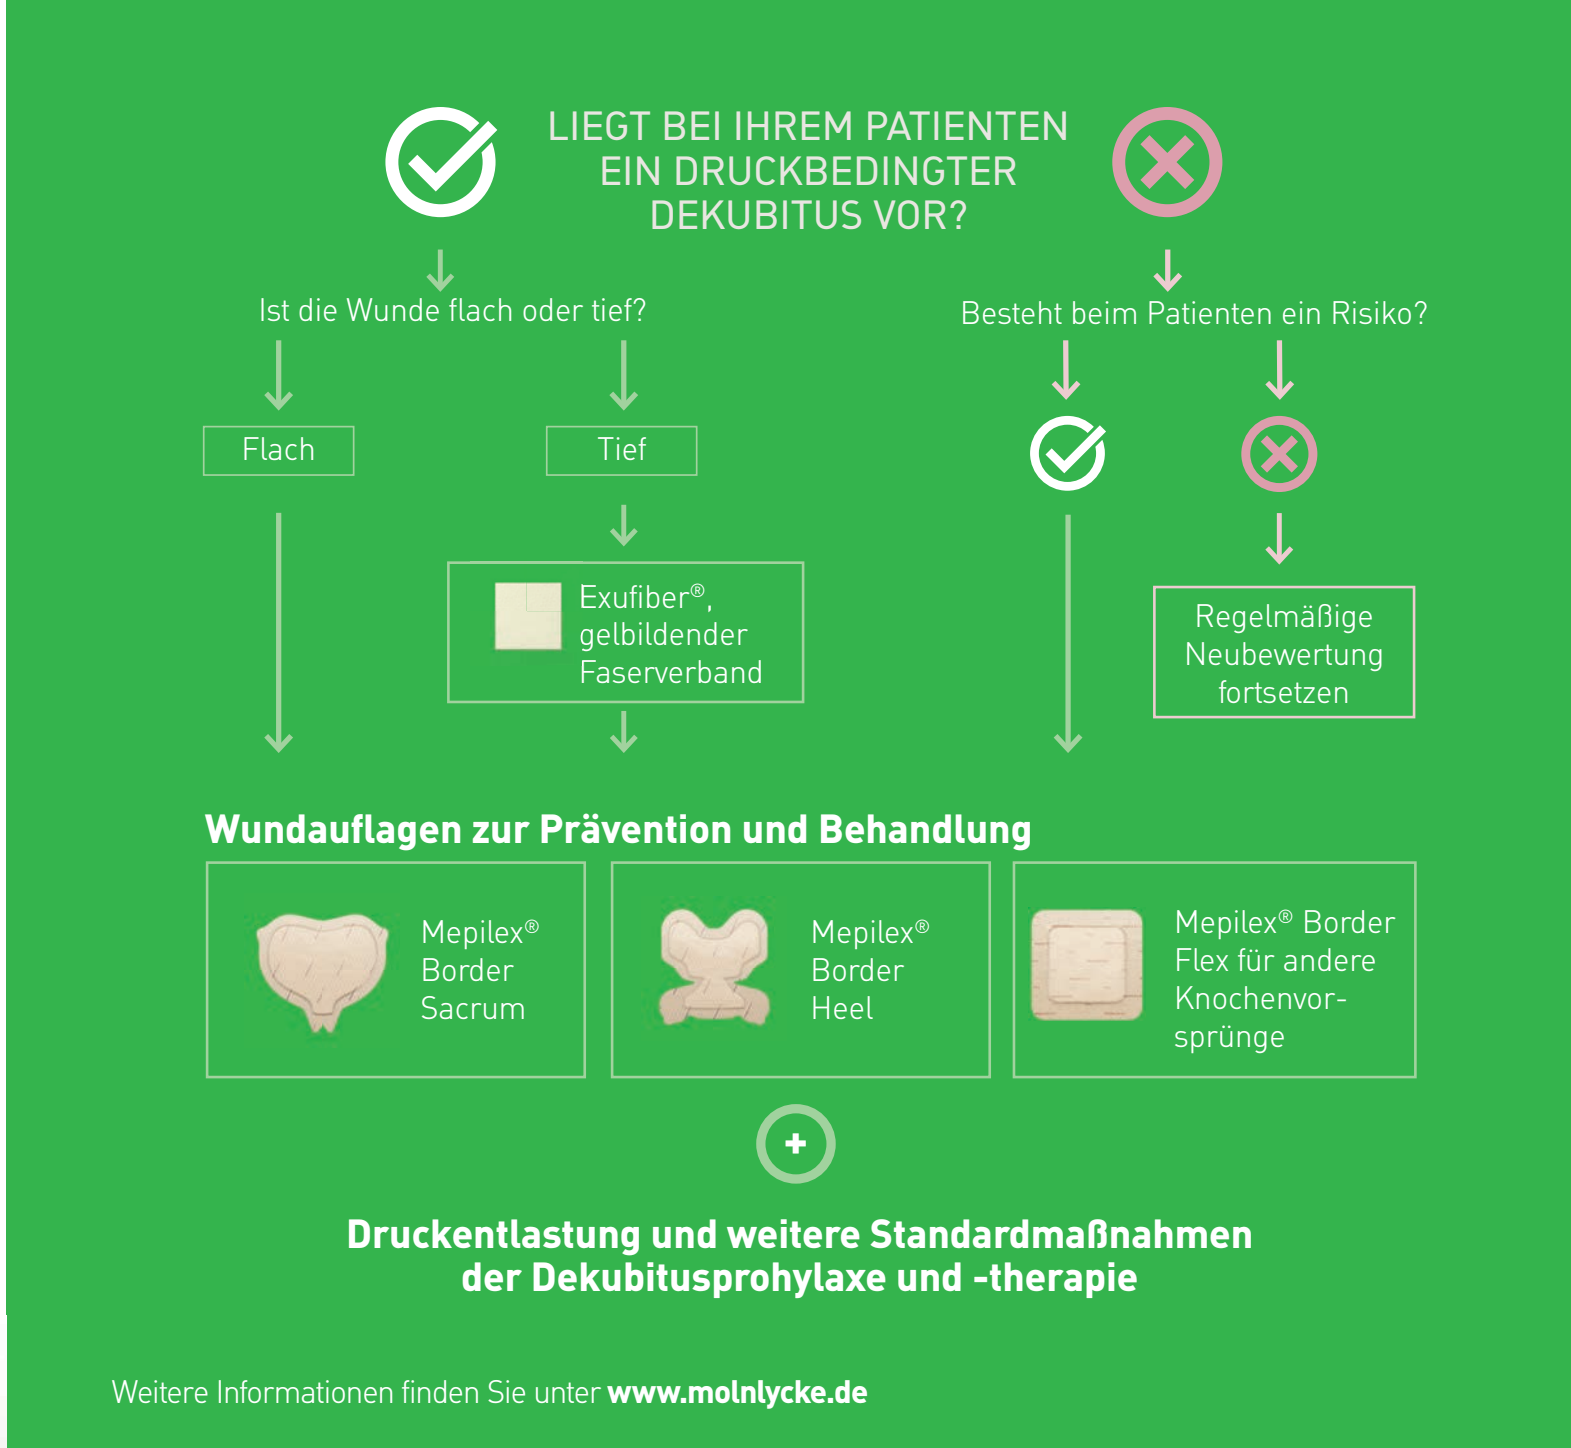 LIEGT BEI IHREM PATIENTEN
EIN DRUCKBEDINGTER
DEKUBITUS VOR?
Ist die Wunde flach oder tief?
Besteht beim Patienten ein Risiko?
Flach
Tief
Exufiber®,
gelbildender
Faserverband
Regelmäßige
Neubewertung
fortsetzen
Wundauflagen zur Prävention und Behandlung
Mepilex®
Border
Sacrum
Mepilex®
Border
Heel
Mepilex® Border
Flex für andere
Knochenvor-
sprünge
Druckentlastung und weitere Standardmaßnahmen
der Dekubitusprohylaxe und -therapie
Weitere Informationen finden Sie unter www.molnlycke.de